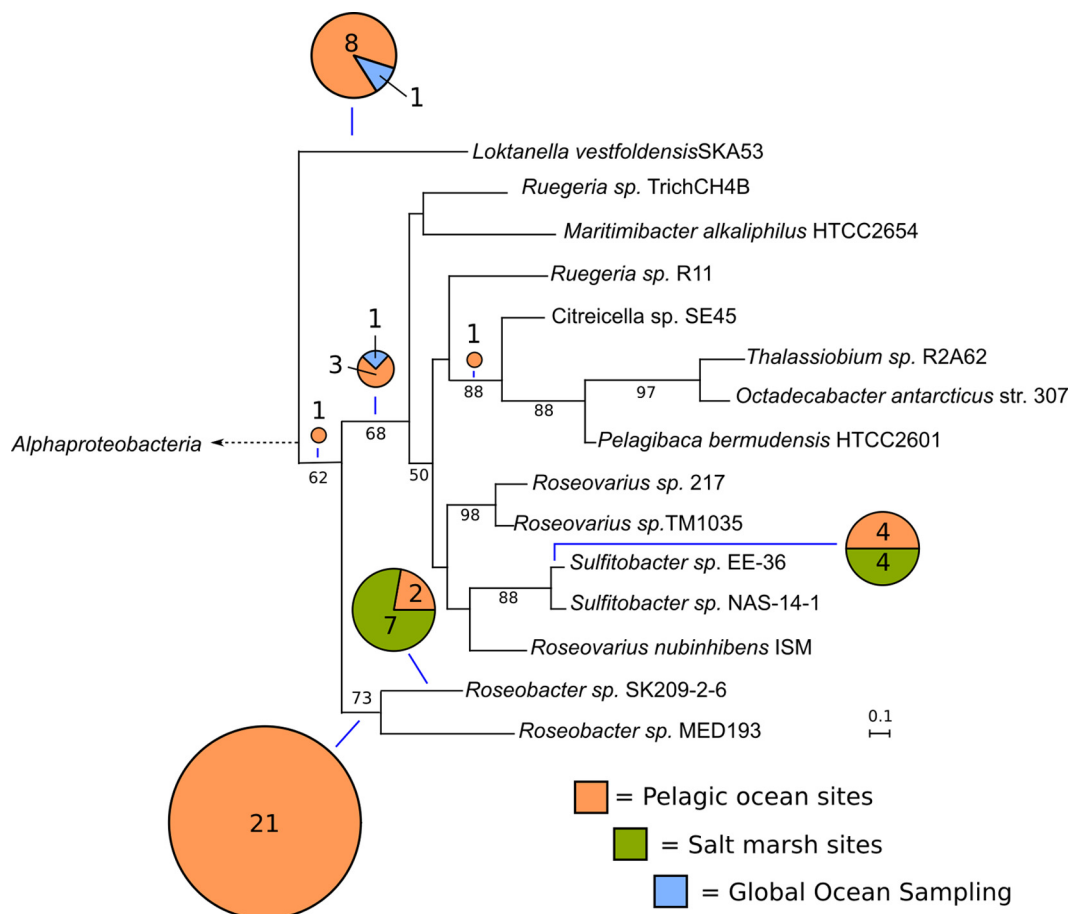 8
1
Loktanella vestfoldensisSKA53
Ruegeria sp. TrichCH4B
Maritimibacter alkaliphilus HTCC2654
Ruegeria sp. R11
1
3
1
Citreicella sp. SE45
88
Thalassiobium sp. R2A62
97
88
Octadecabacter antarcticus str. 307
1
68
Alphaproteobacteria
Pelagibaca bermudensis HTCC2601
62
50
Roseovarius sp. 217
98
Roseovarius sp.TM1035
4
4
Sulfitobacter sp. EE-36
88
Sulfitobacter sp. NAS-14-1
2
7
Roseovarius nubinhibens ISM
73
Roseobacter sp. SK209-2-6
Roseobacter sp. MED193
0.1
21
= Pelagic ocean sites
= Salt marsh sites
= Global Ocean Sampling